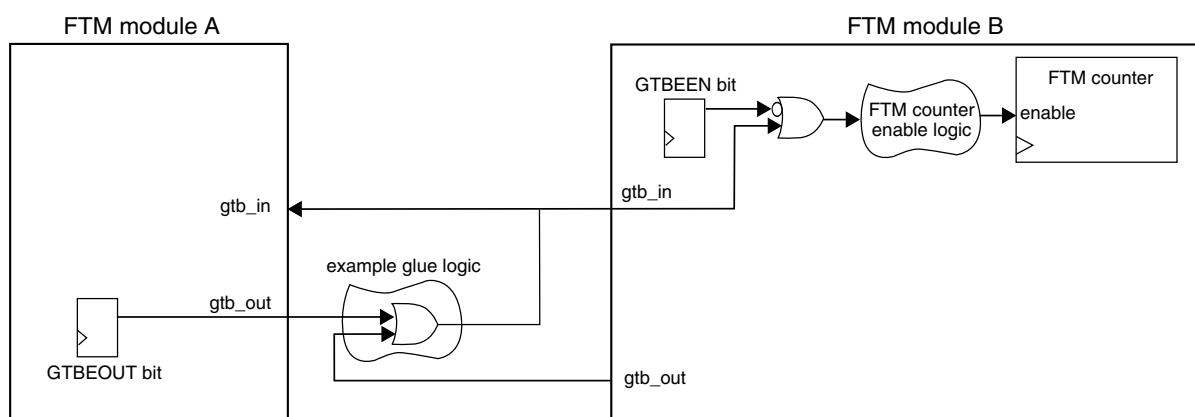 FTM module A
FTM module B
GTBEEN bit
FTM counter
enable logic
FTM counter
enable
gtb_in
gtb_in
example glue logic
gtb_out
GTBEOUT bit
gtb_out